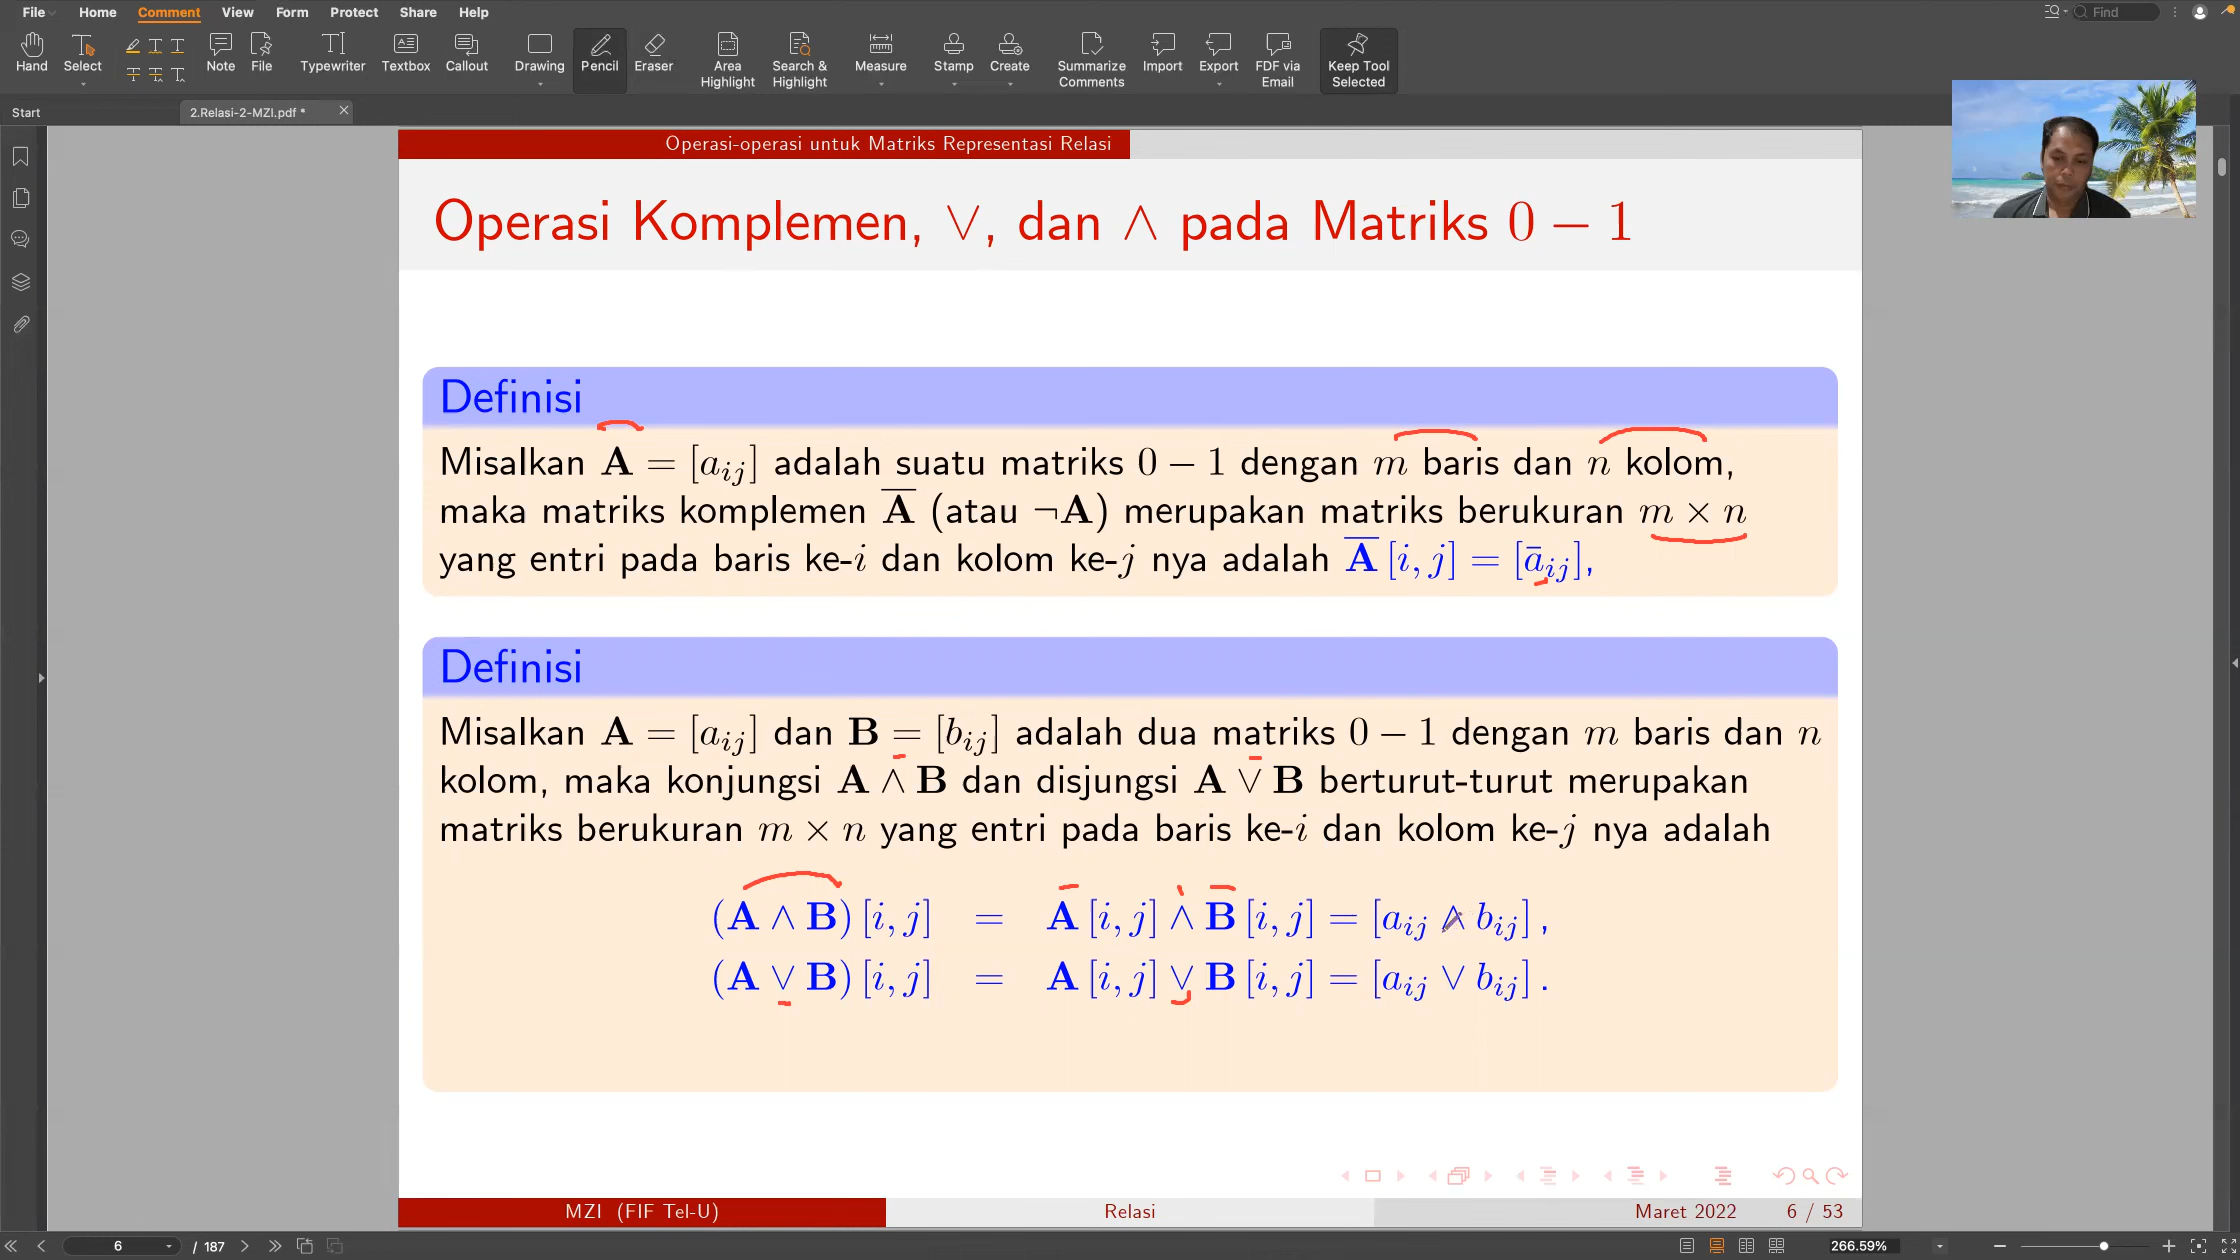 File Home Comment View Form Protect Share Help
Find
Hand Select Note File Typewriter Textbox Callout Drawing Pencil Eraser Area Highlight Search & Highlight Measure Stamp Create Summarize Comments Import Export FDF via Email Keep Tool Selected
Start 2.Relasi-2-MZI.pdf *
Operasi-operasi untuk Matriks Representasi Relasi
Operasi Komplemen, ∨, dan ∧ pada Matriks 0 − 1
Definisi
Misalkan A = [a_ij] adalah suatu matriks 0 − 1 dengan m baris dan n kolom,
maka matriks komplemen A̅ (atau ¬A) merupakan matriks berukuran m × n
yang entri pada baris ke-i dan kolom ke-j nya adalah A̅ [i, j] = [a̅_ij],
Definisi
Misalkan A = [a_ij] dan B = [b_ij] adalah dua matriks 0 − 1 dengan m baris dan n
kolom, maka konjungsi A ∧ B dan disjungsi A ∨ B berturut-turut merupakan
matriks berukuran m × n yang entri pada baris ke-i dan kolom ke-j nya adalah
(A ∧ B) [i, j] = A [i, j] ∧ B [i, j] = [a_ij ∧ b_ij] ,
(A ∨ B) [i, j] = A [i, j] ∨ B [i, j] = [a_ij ∨ b_ij] .
MZI (FIF Tel-U) Relasi Maret 2022 6 / 53
6 / 187 266.59%